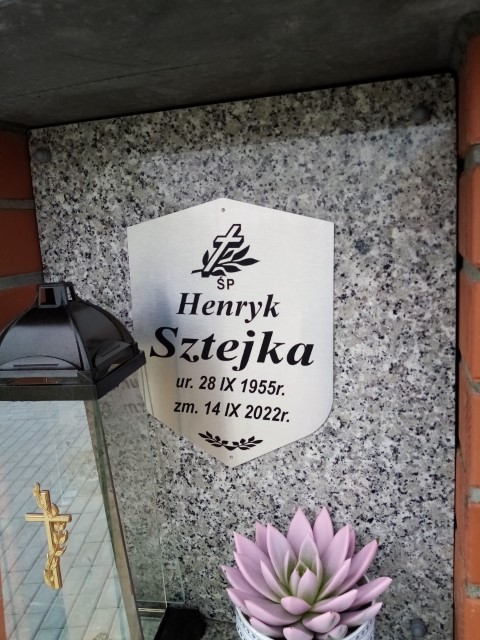 ŚP
Henryk
Sztejka
ur. 28 IX 1955r.
zm. 14 IX 2022r.